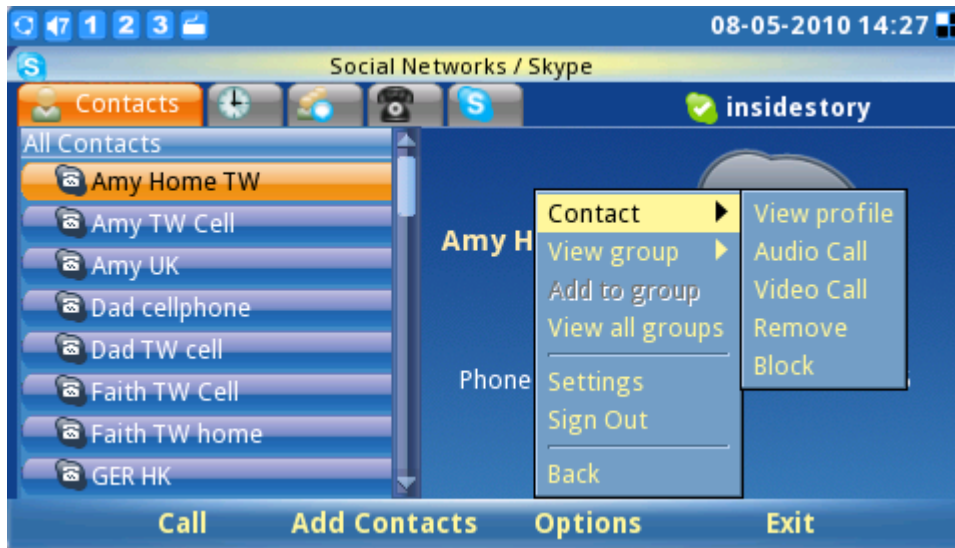 7 1 2 3 08-05-2010 14:27
S Social Networks / Skype
Contacts S insidestory
All Contacts
Amy Home TW
Amy TW Cell
Amy UK
Dad cellphone
Dad TW cell
Faith TW Cell
Faith TW home
GER HK
Amy H
Phone
Contact
View group
Add to group
View all groups
Settings
Sign Out
Back
View profile
Audio Call
Video Call
Remove
Block
Call Add Contacts Options Exit